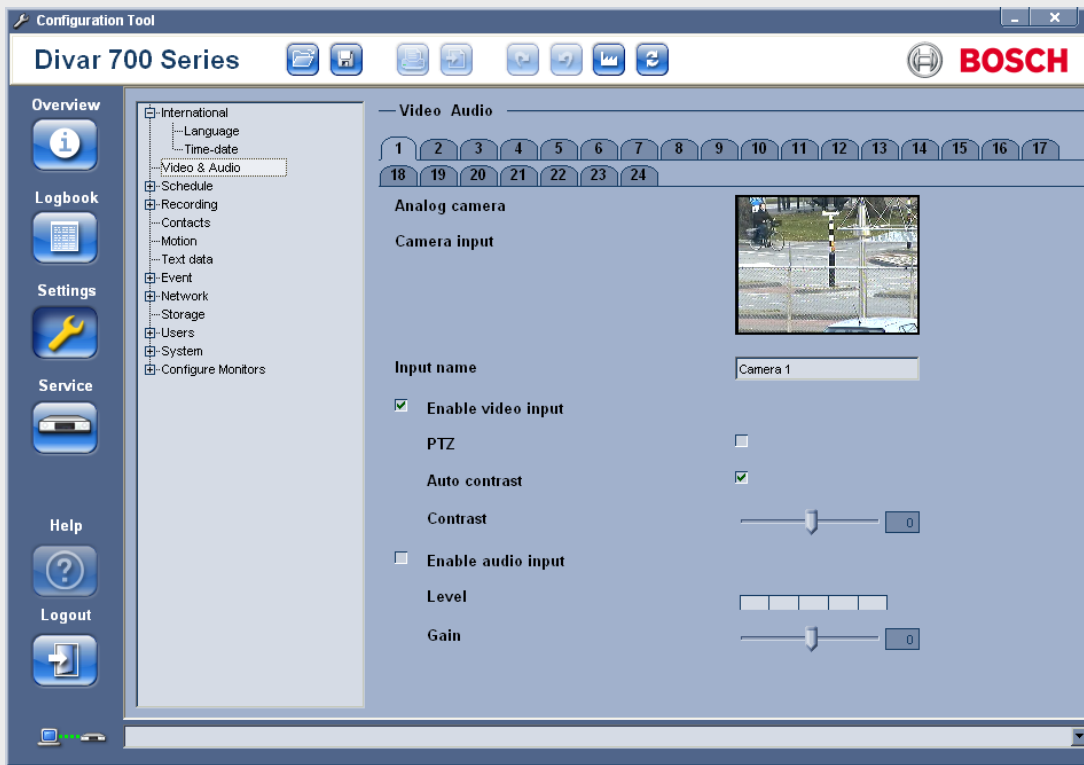 Configuration Tool
Divar 700 Series
BOSCH
Overview
Logbook
Settings
Service
Help
Logout
International
Language
Time-date
Video & Audio
Schedule
Recording
Contacts
Motion
Text data
Event
Network
Storage
Users
System
Configure Monitors
Video Audio
1 2 3 4 5 6 7 8 9 10 11 12 13 14 15 16 17
18 19 20 21 22 23 24
Analog camera
Camera input
Input name
Camera 1
Enable video input
PTZ
Auto contrast
Contrast
0
Enable audio input
Level
Gain
0